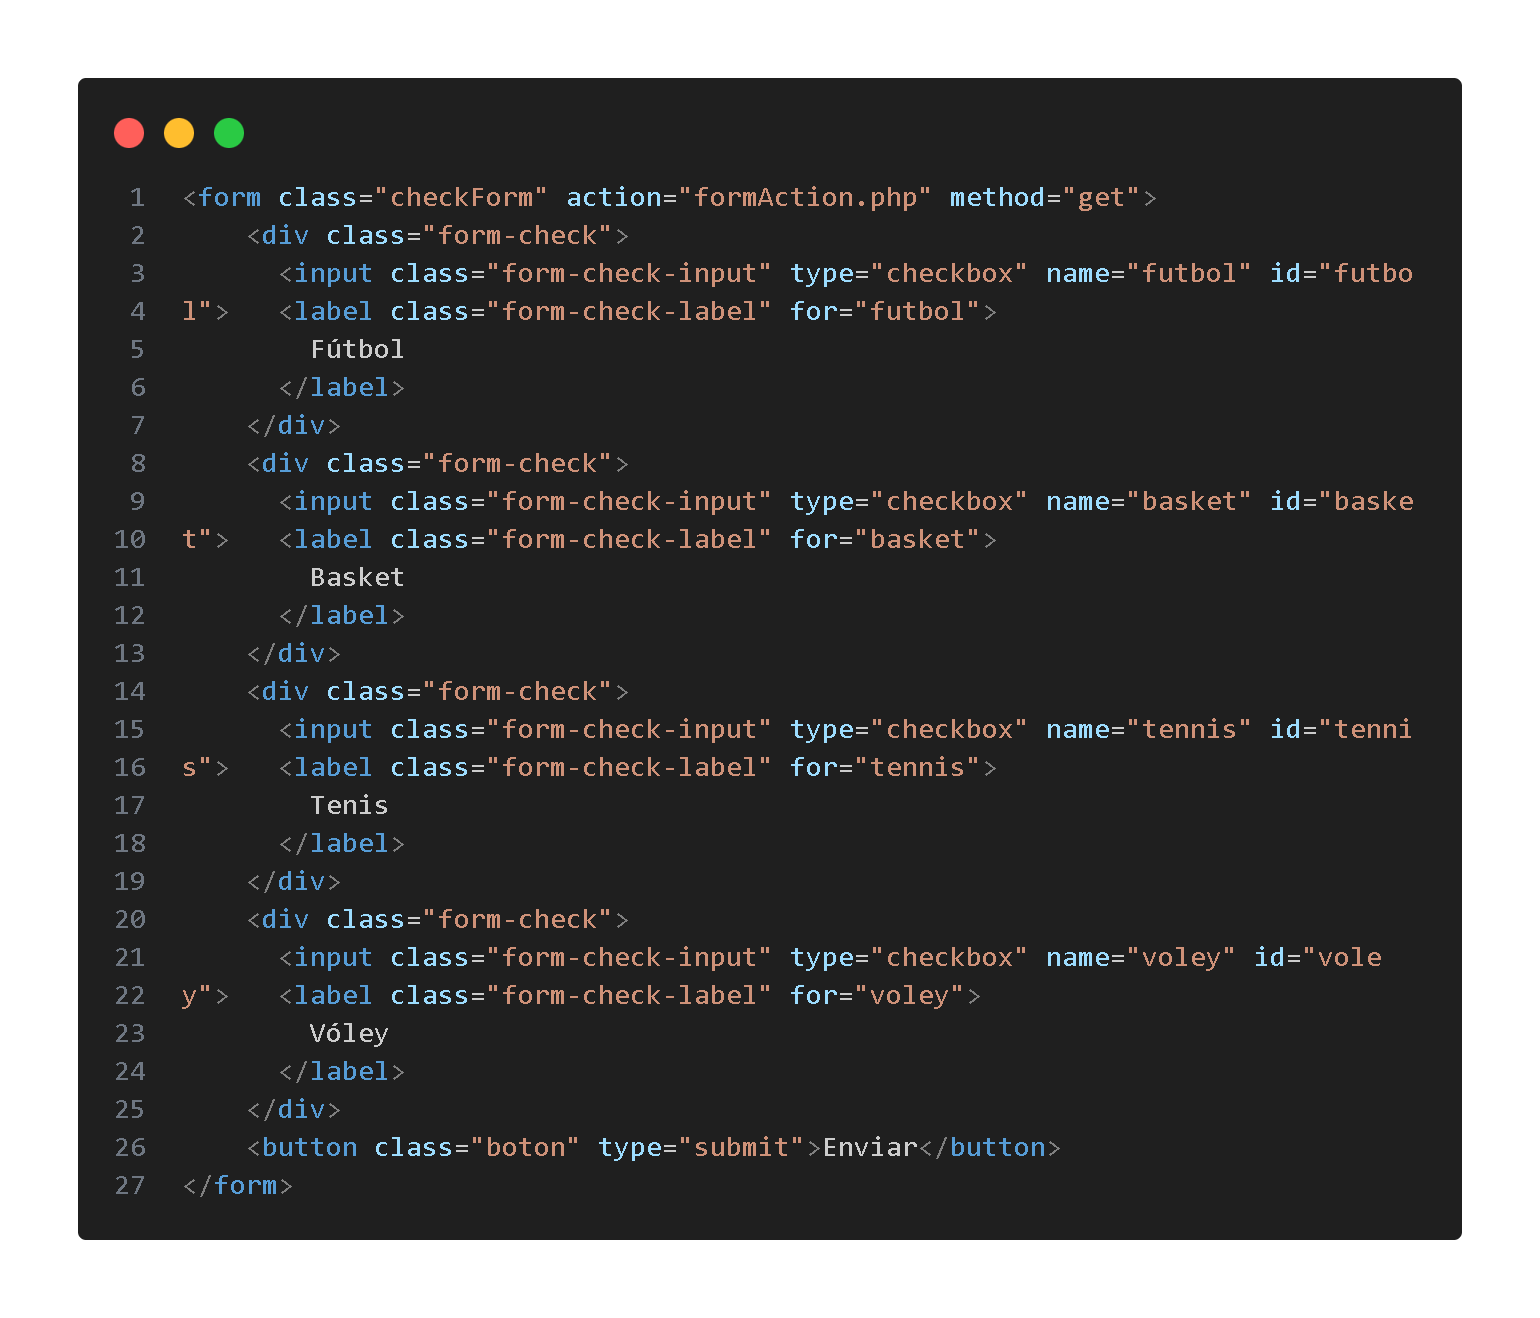 1 <form class="checkForm" action="formAction.php" method="get">
2     <div class="form-check">
3       <input class="form-check-input" type="checkbox" name="futbol" id="futbo
4 l">   <label class="form-check-label" for="futbol">
5         Fútbol
6       </label>
7     </div>
8     <div class="form-check">
9       <input class="form-check-input" type="checkbox" name="basket" id="baske
10 t">   <label class="form-check-label" for="basket">
11         Basket
12       </label>
13     </div>
14     <div class="form-check">
15       <input class="form-check-input" type="checkbox" name="tennis" id="tenni
16 s">   <label class="form-check-label" for="tennis">
17         Tenis
18       </label>
19     </div>
20     <div class="form-check">
21       <input class="form-check-input" type="checkbox" name="voley" id="vole
22 y">   <label class="form-check-label" for="voley">
23         Vóley
24       </label>
25     </div>
26     <button class="boton" type="submit">Enviar</button>
27 </form>